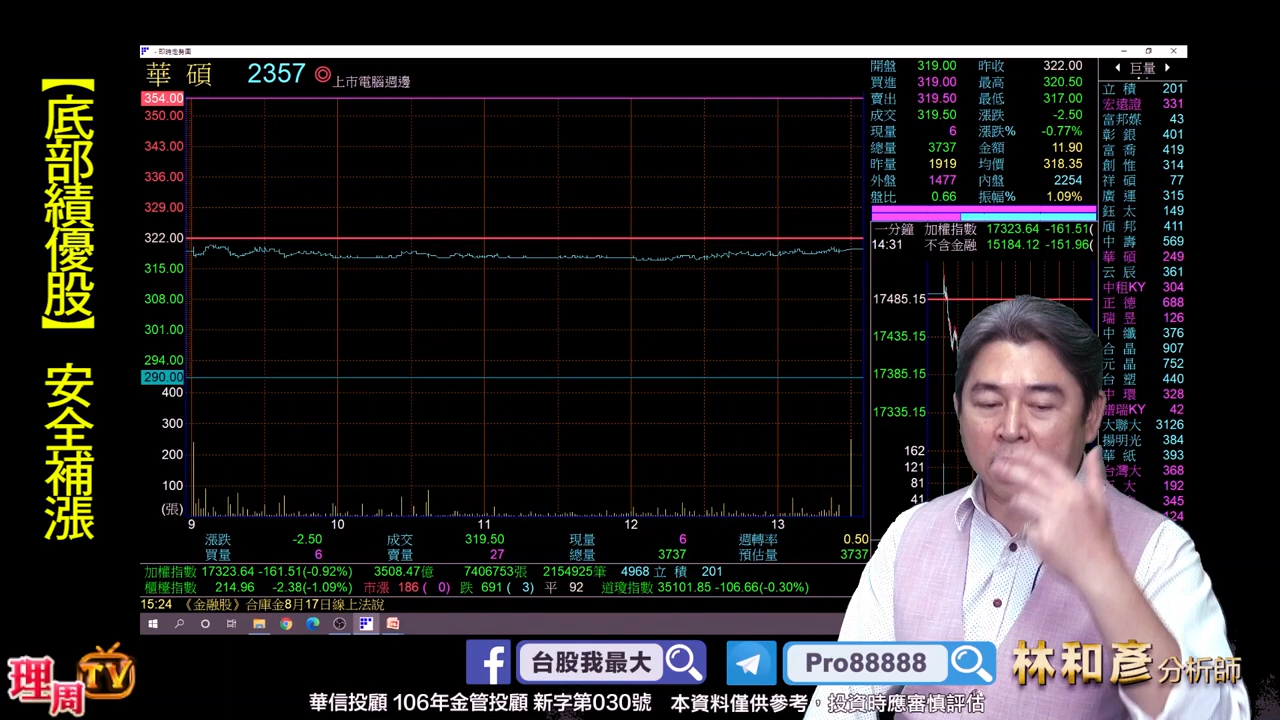 【底部績優股】 安全補漲
- 即時走勢圖
華 碩 2357 ◎上市電腦週邊
354.00
350.00
343.00
336.00
329.00
322.00
315.00
308.00
301.00
294.00
290.00
400
300
200
100
(張)
9 10 11 12 13
開盤 319.00 昨收 322.00
買進 319.00 最高 320.50
賣出 319.50 最低 317.00
成交 319.50 漲跌 -2.50
現量 6 漲跌% -0.77%
總量 3737 金額 11.90
昨量 1919 均價 318.35
外盤 1477 內盤 2254
盤比 0.66 振幅% 1.09%
一分鐘 加權指數 17323.64 -161.51(
14:31 不含金融 15184.12 -151.96(
17485.15
17435.15
17385.15
17335.15
162
121
81
41
巨量
立 積 201
宏遠證 331
富邦媒 43
彰 銀 401
富 喬 419
創 惟 314
祥 碩 77
廣 運 315
鈺 太 149
頎 邦 411
中 壽 569
華 碩 249
云 辰 361
中租KY 304
正 德 688
瑞 昱 126
中 纖 376
合 晶 907
元 晶 752
台 塑 440
中 環 328
譜瑞KY 42
大聯大 3126
揚明光 384
華 紙 393
台灣大 368
大 192
345
124
漲跌 -2.50 成交 319.50 現量 6 週轉率 0.50
買量 6 賣量 27 總量 3737 預估量 3737
加權指數 17323.64 -161.51(-0.92%) 3508.47億 7406753張 2154925筆 4968 立 積 201
櫃檯指數 214.96 -2.38(-1.09%) 市漲 186 ( 0) 跌 691 ( 3) 平 92 道瓊指數 35101.85 -106.66(-0.30%)
15:24 《金融股》合庫金8月17日線上法說
理周TV
台股我最大
Pro88888
林和彥 分析師
華信投顧 106年金管投顧 新字第030號 本資料僅供參考，投資時應審慎評估